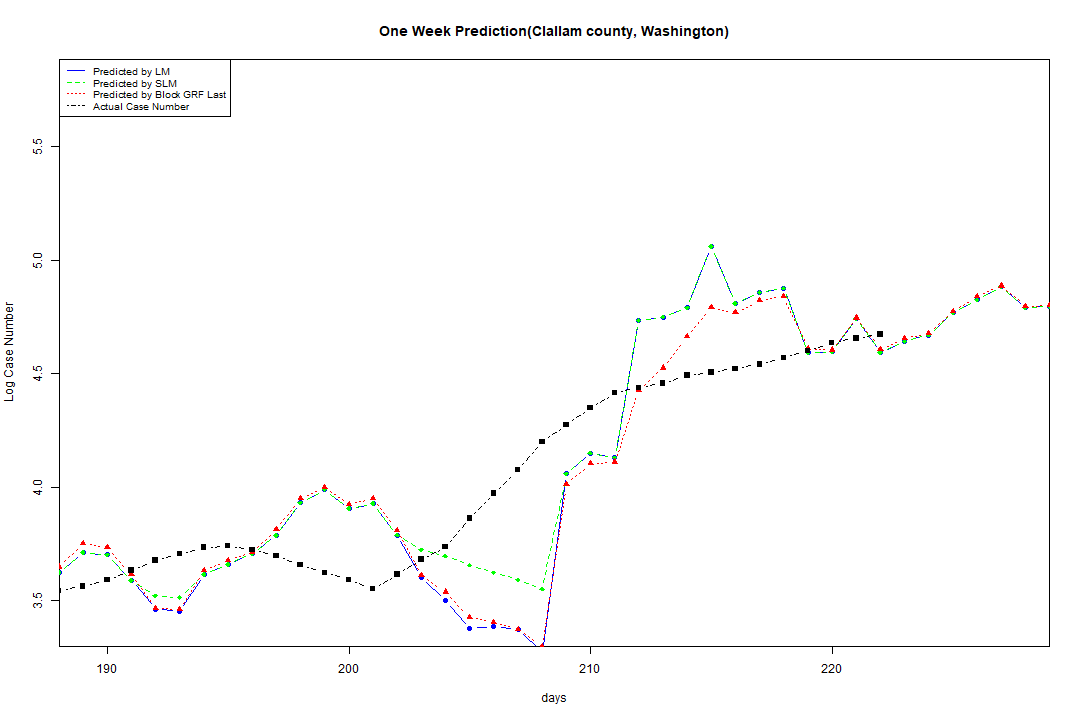 One Week Prediction(Clallam county, Washington)
Predicted by LM
Predicted by SLM
Predicted by Block GRF Last
Actual Case Number
5.5
5.0
4.5
4.0
3.5
Log Case Number
190
200
210
220
days